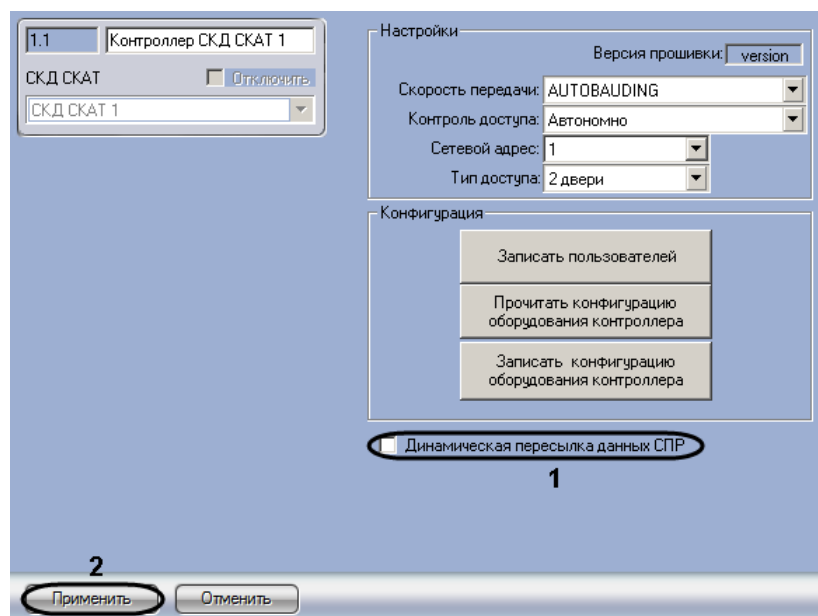 1.1
Контроллер СКД СКАТ 1
СКД СКАТ
Отключить
СКД СКАТ 1
Настройки
Версия прошивки: version
Скорость передачи: AUTOBAUDING
Контроль доступа: Автономно
Сетевой адрес: 1
Тип доступа: 2 двери
Конфигурация
Записать пользователей
Прочитать конфигурацию
оборудования контроллера
Записать конфигурацию
оборудования контроллера
Динамическая пересылка данных СПР
1
2
Применить
Отменить